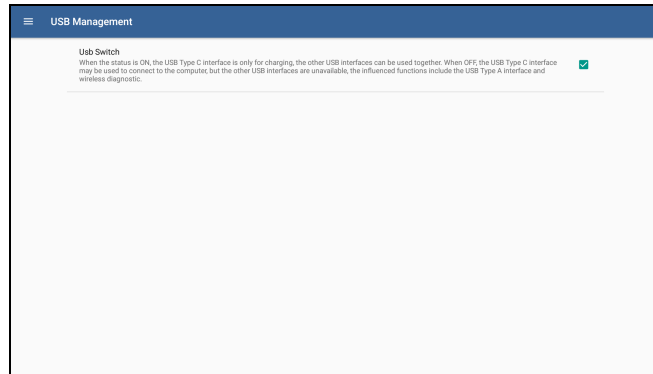 USB Management
Usb Switch
When the status is ON, the USB Type C interface is only for charging, the other USB interfaces can be used together. When OFF, the USB Type C interface
may be used to connect to the computer, but the other USB interfaces are unavailable, the influenced functions include the USB Type A interface and
wireless diagnostic.